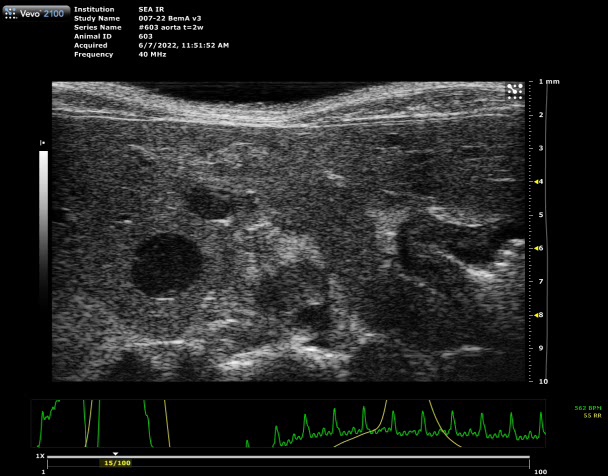 Vevo 2100
Institution SEA IR
Study Name 007-22 BemA v3
Series Name #603 aorta t=2w
Animal ID 603
Acquired 6/7/2022, 11:51:52 AM
Frequency 40 MHz
1 mm
2
3
4
5
6
7
8
9
10
362 BPM
55 RR
1X
15/100
1
100